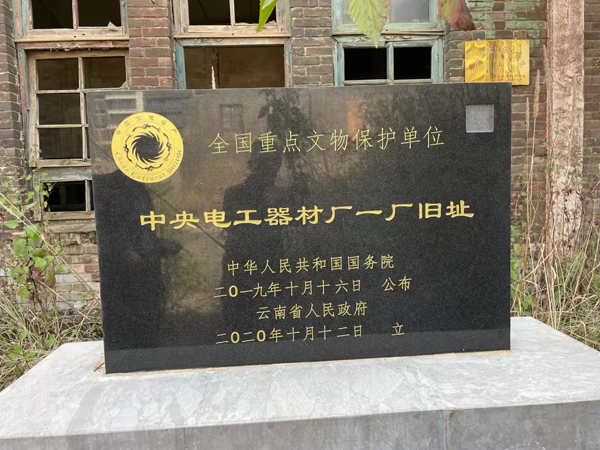 全国重点文物保护单位
中央电工器材厂一厂旧址
中华人民共和国国务院
二〇一九年十月十六日 公布
云南省人民政府
二〇二〇年十月十二日 立